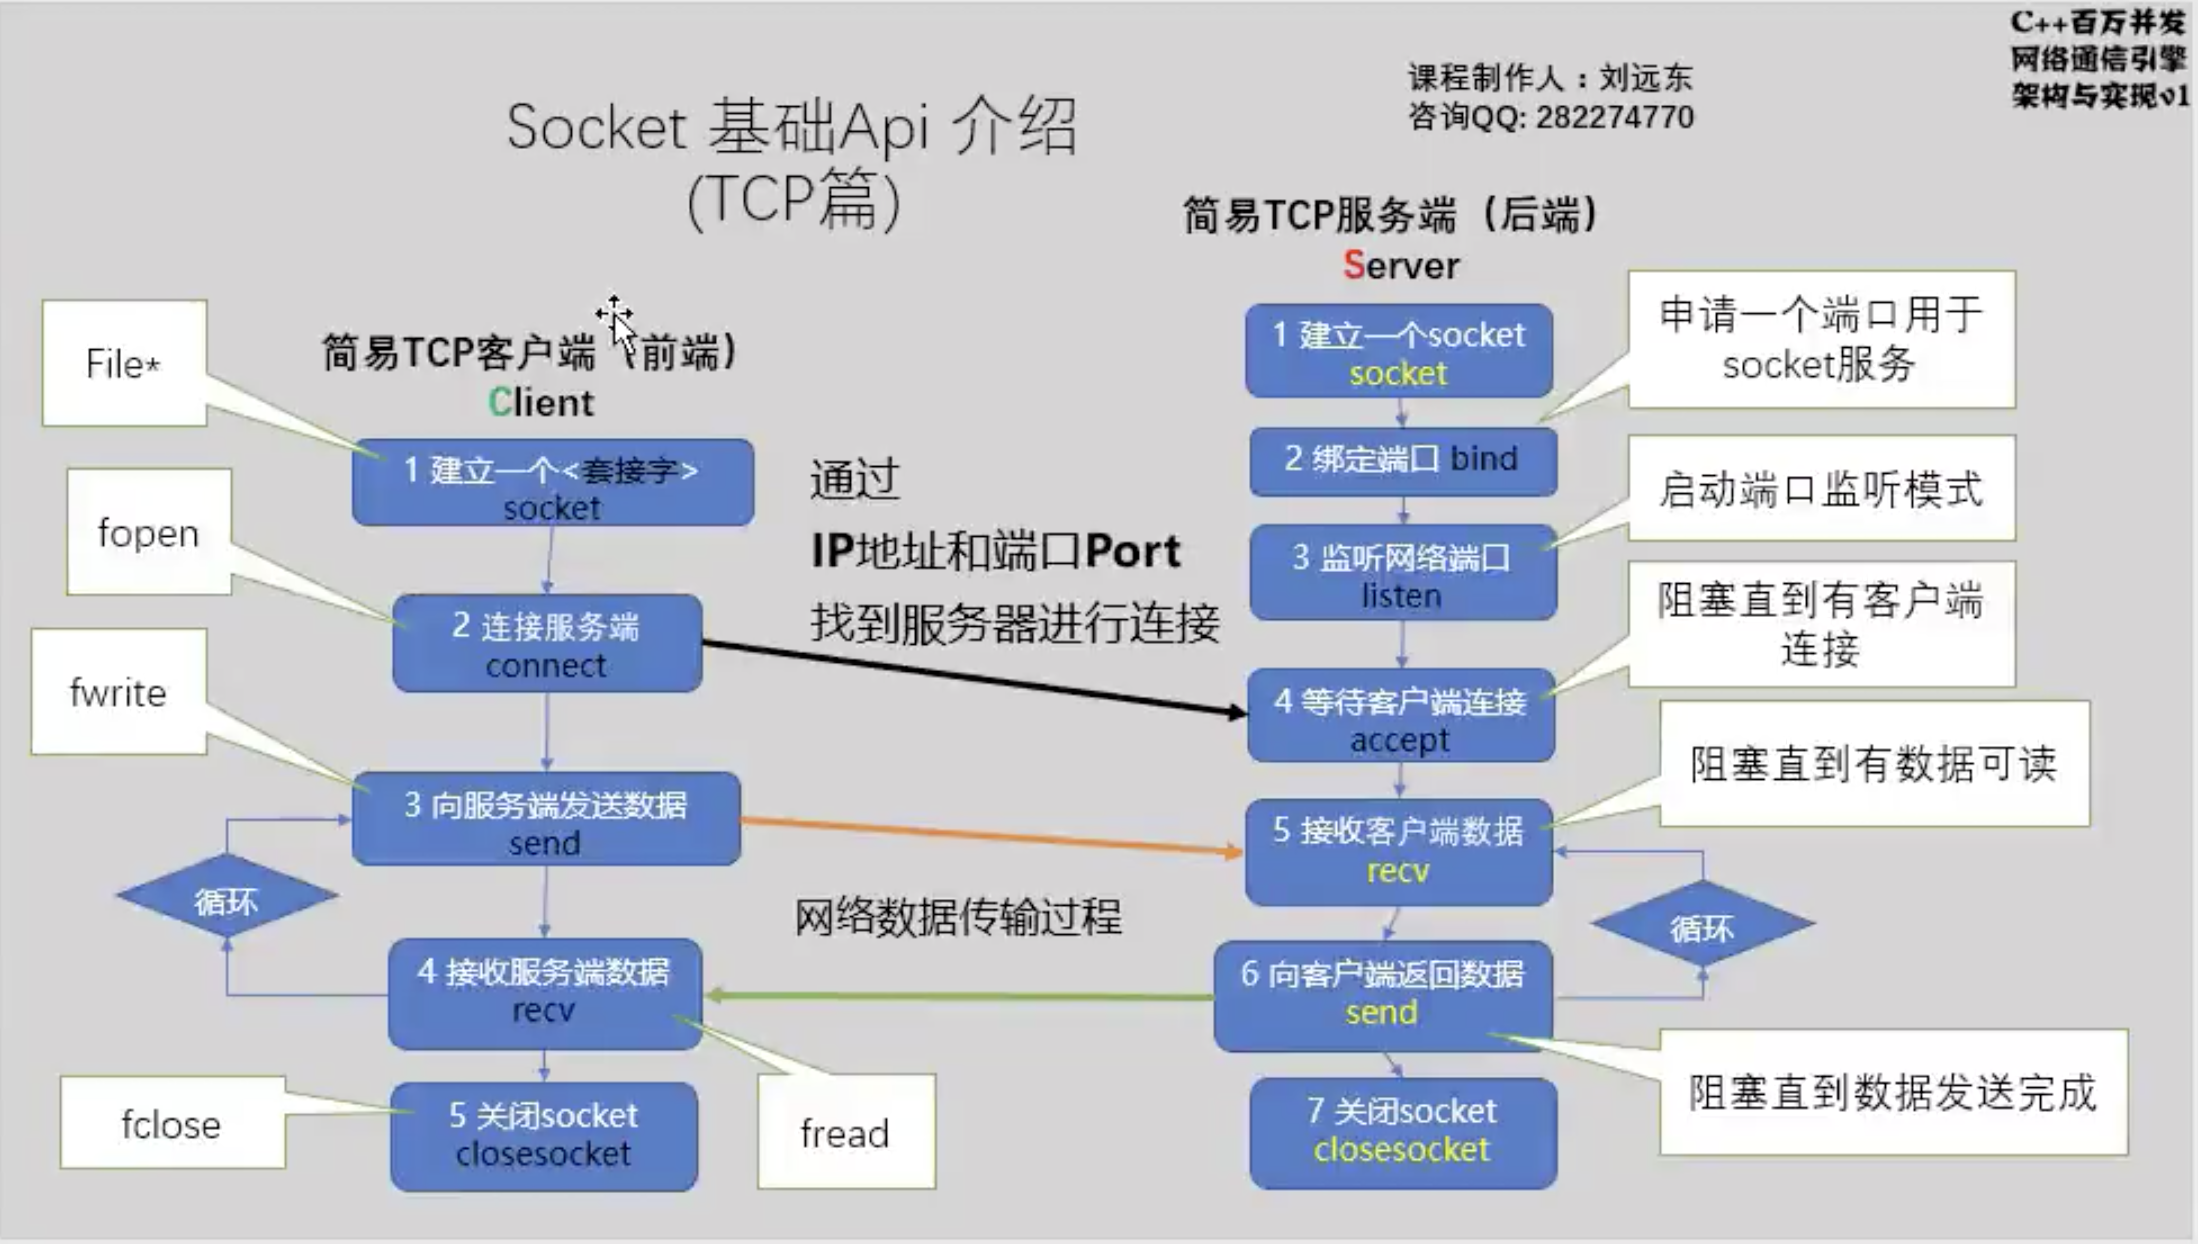 C++百万并发
网络通信引擎
架构与实现v1
课程制作人：刘远东
咨询QQ: 282274770
Socket 基础Api 介绍
(TCP篇)
简易TCP客户端（前端）
Client
File*
1 建立一个<套接字>
socket
fopen
2 连接服务端
connect
fwrite
3 向服务端发送数据
send
循环
4 接收服务端数据
recv
fread
fclose
5 关闭socket
closesocket
通过
IP地址和端口Port
找到服务器进行连接
网络数据传输过程
简易TCP服务端（后端）
Server
1 建立一个socket
socket
申请一个端口用于
socket服务
2 绑定端口 bind
启动端口监听模式
3 监听网络端口
listen
阻塞直到有客户端
连接
4 等待客户端连接
accept
阻塞直到有数据可读
5 接收客户端数据
recv
循环
6 向客户端返回数据
send
阻塞直到数据发送完成
7 关闭socket
closesocket